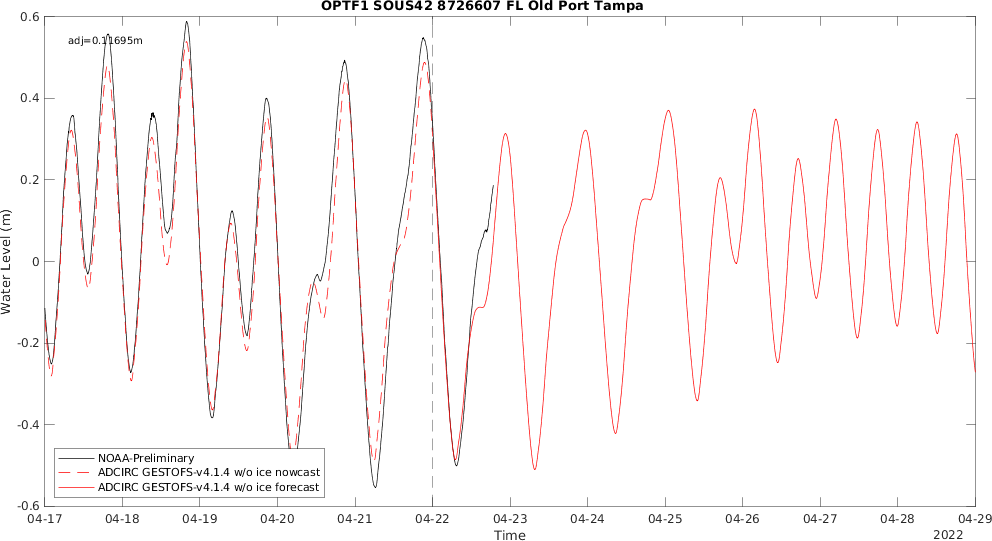 OPTF1 SOUS42 8726607 FL Old Port Tampa
adj=0.11695m
0.6
0.4
0.2
0
-0.2
-0.4
-0.6
Water Level (m)
NOAA-Preliminary
ADCIRC GESTOFS-v4.1.4 w/o ice nowcast
ADCIRC GESTOFS-v4.1.4 w/o ice forecast
04-17 04-18 04-19 04-20 04-21 04-22 04-23 04-24 04-25 04-26 04-27 04-28 04-29
Time
2022